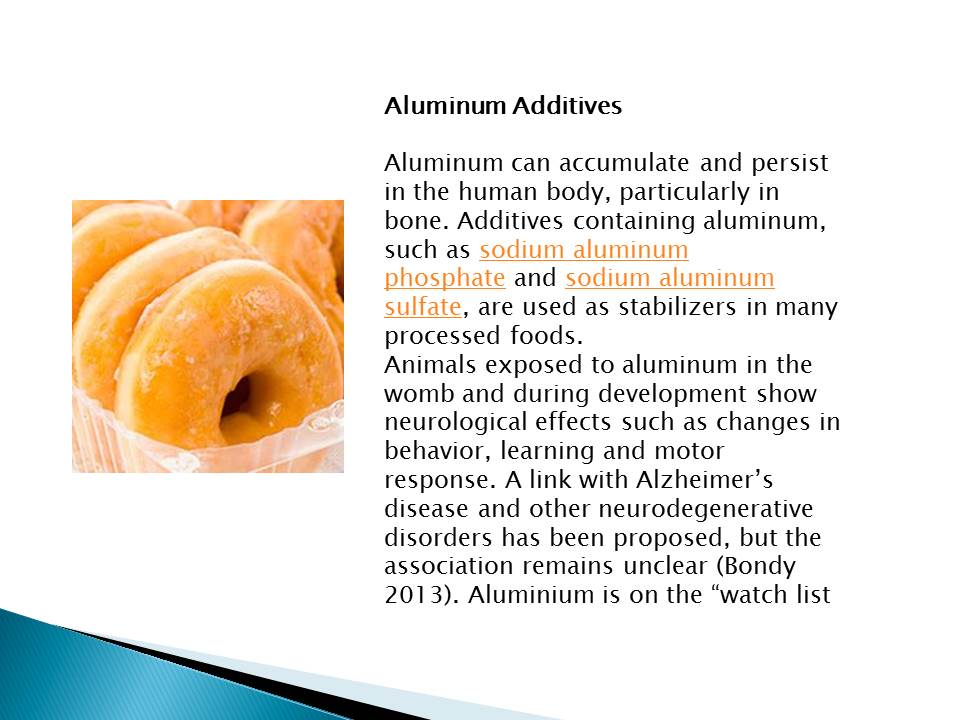 Aluminum Additives
Aluminum can accumulate and persist
in the human body, particularly in
bone. Additives containing aluminum,
such as sodium aluminum
phosphate and sodium aluminum
sulfate, are used as stabilizers in many
processed foods.
Animals exposed to aluminum in the
womb and during development show
neurological effects such as changes in
behavior, learning and motor
response. A link with Alzheimer’s
disease and other neurodegenerative
disorders has been proposed, but the
association remains unclear (Bondy
2013). Aluminium is on the “watch list